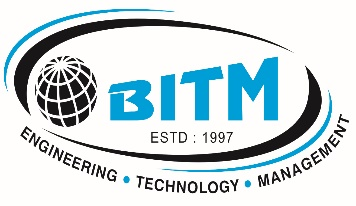 BITM
ESTD : 1997
ENGINEERING • TECHNOLOGY • MANAGEMENT